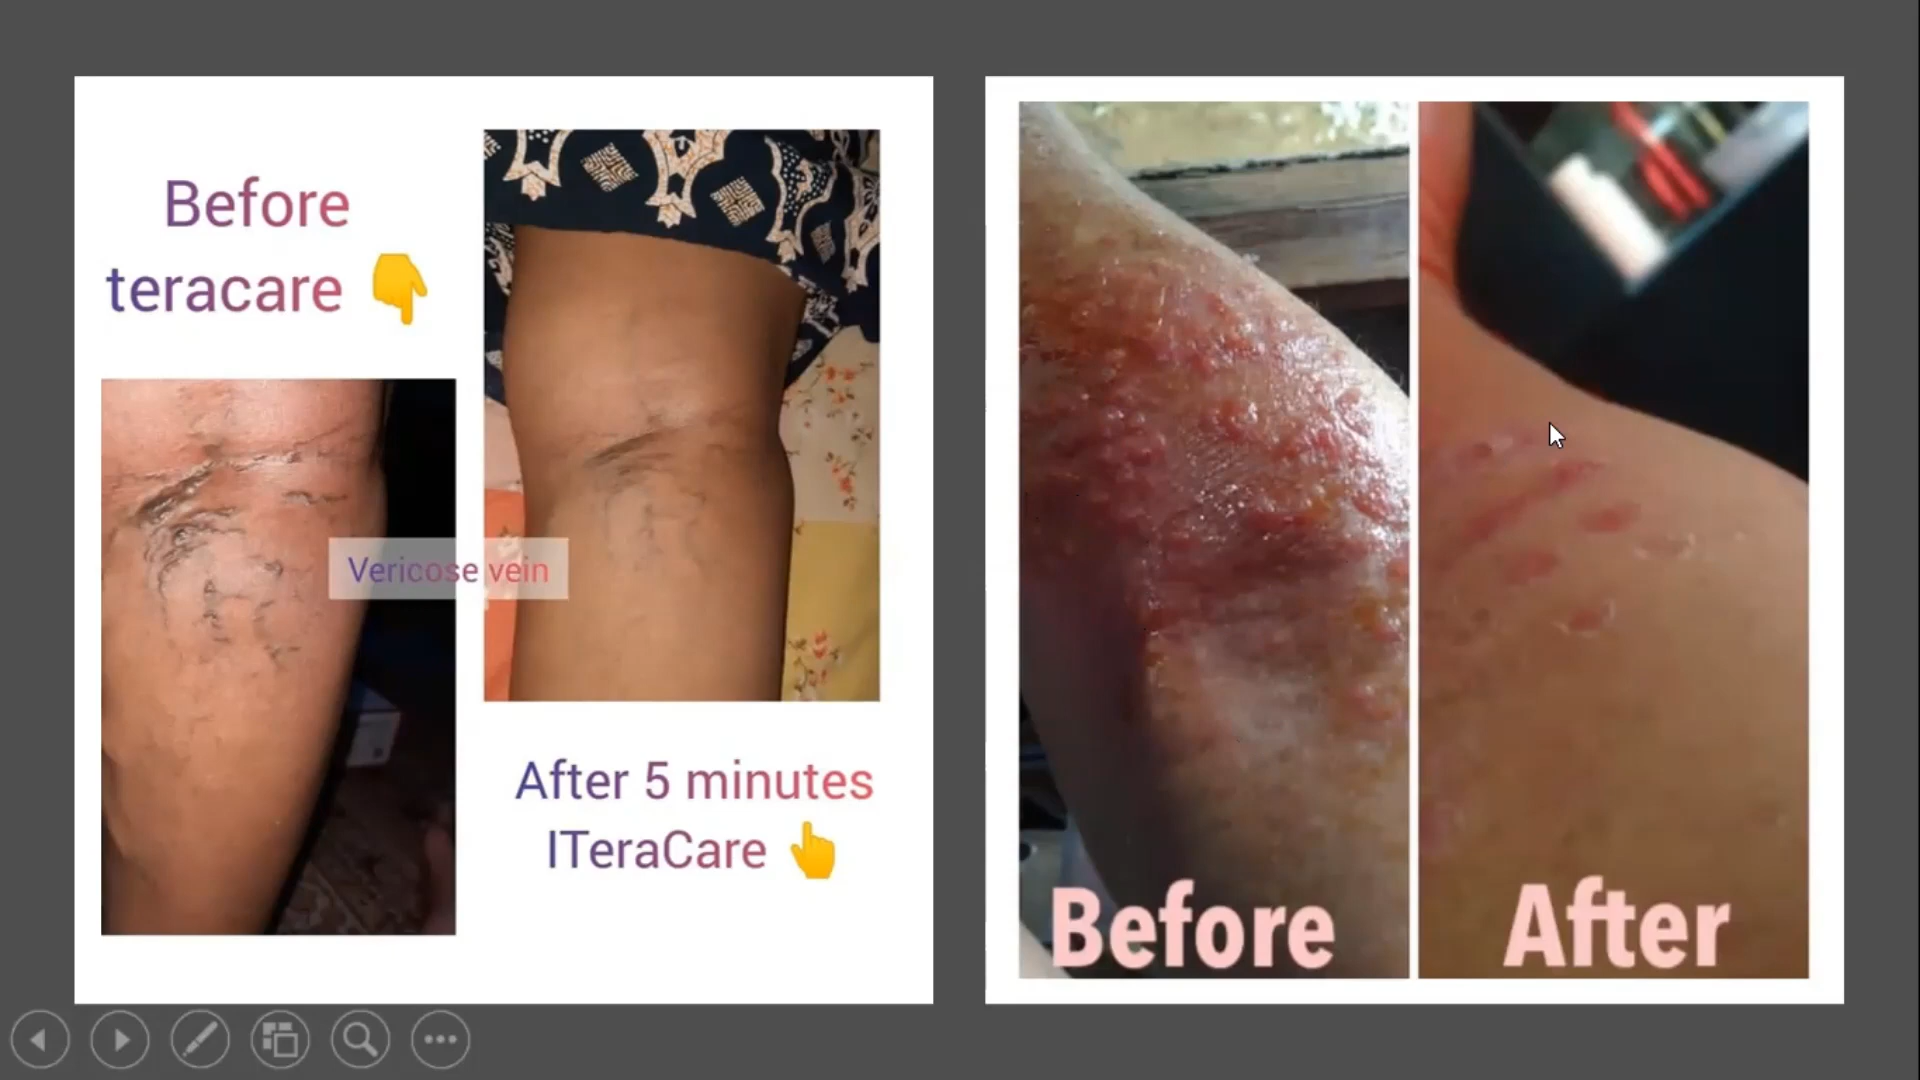 Before
teracare 👇
Vericose vein
After 5 minutes
ITeraCare 👆
Before
After